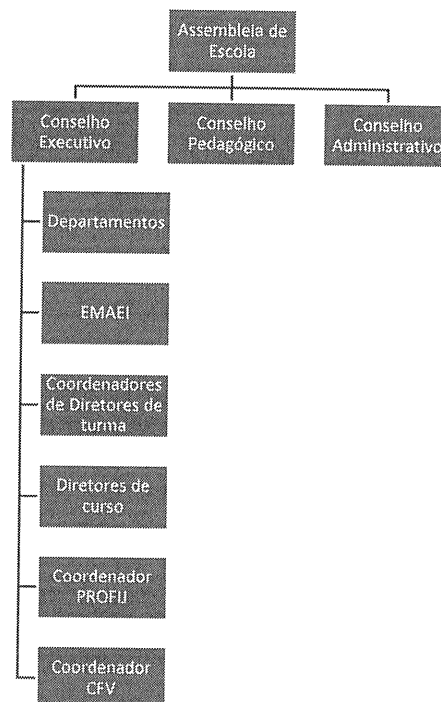 Assembleia de
Escola
Conselho
Executivo
Conselho
Pedagógico
Conselho
Administrativo
Departamentos
EMAEI
Coordenadores
de Diretores de
turma
Diretores de
curso
Coordenador
PROFIJ
Coordenador
CFV